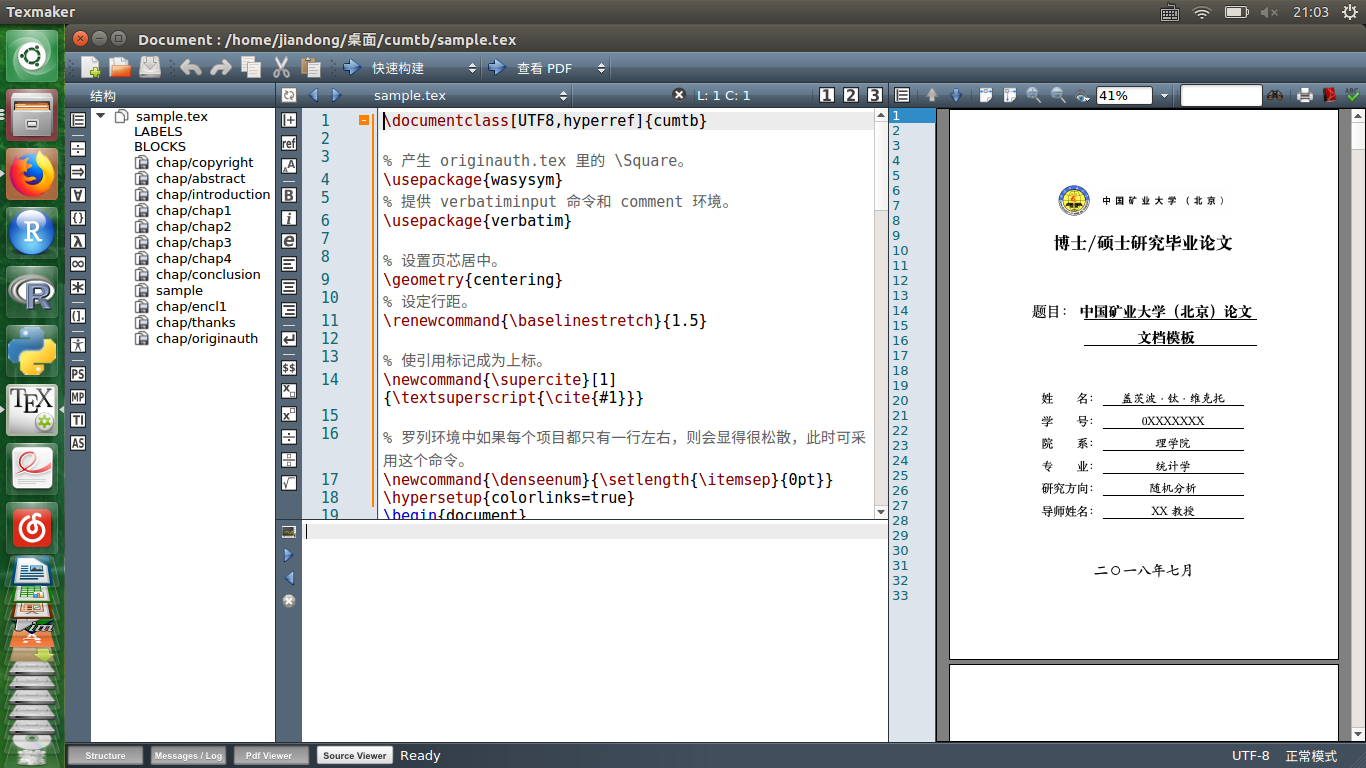 Texmaker
21:03
Document : /home/jiandong/桌面/cumtb/sample.tex
快速构建
查看 PDF
结构
sample.tex
L: 1 C: 1
1 2 3
41%
sample.tex
LABELS
BLOCKS
chap/copyright
chap/abstract
chap/introduction
chap/chap1
chap/chap2
chap/chap3
chap/chap4
chap/conclusion
sample
chap/encl1
chap/thanks
chap/originauth
PS
MP
TI
AS
ref
1 \documentclass[UTF8,hyperref]{cumtb}
2
3 % 产生 originauth.tex 里的 \Square。
4 \usepackage{wasysym}
5 % 提供 verbatiminput 命令和 comment 环境。
6 \usepackage{verbatim}
7
8 % 设置页芯居中。
9 \geometry{centering}
10 % 设定行距。
11 \renewcommand{\baselinestretch}{1.5}
12
13 % 使引用标记成为上标。
14 \newcommand{\supercite}[1]
{\textsuperscript{\cite{#1}}}
15
16 % 罗列环境中如果每个项目都只有一行左右，则会显得很松散，此时可采
用这个命令。
17 \newcommand{\denseenum}{\setlength{\itemsep}{0pt}}
18 \hypersetup{colorlinks=true}
19 \begin{document}
1
2
3
4
5
6
7
8
9
10
11
12
13
14
15
16
17
18
19
20
21
22
23
24
25
26
27
28
29
30
31
32
33
中国矿业大学（北京）
博士/硕士研究毕业论文
题目： 中国矿业大学（北京）论文
文档模板
姓 名： 盖茨波·钛·维克托
学 号： 0XXXXXXX
院 系： 理学院
专 业： 统计学
研究方向： 随机分析
导师姓名： XX 教授
二〇一八年七月
Structure
Messages / Log
Pdf Viewer
Source Viewer
Ready
UTF-8
正常模式